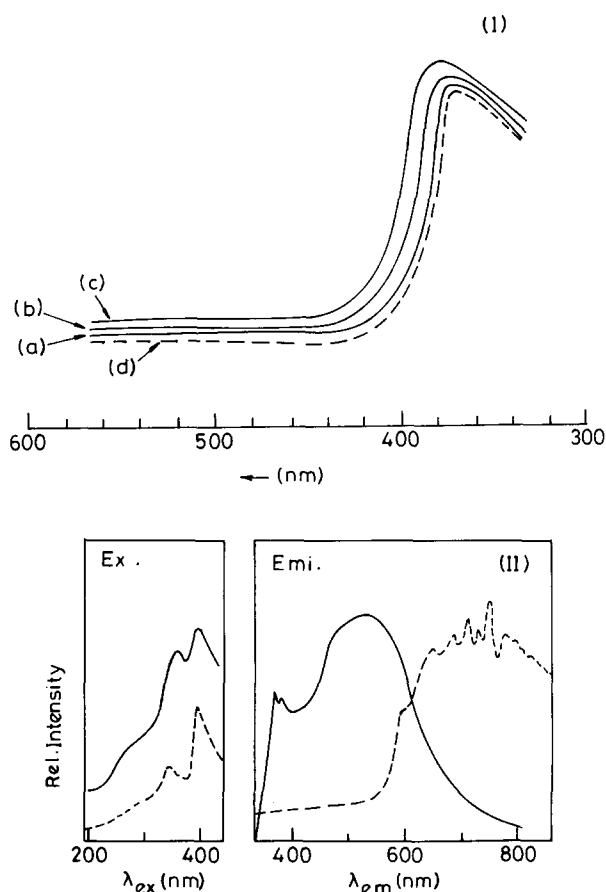 (I)
(c)
(b)
(a)
(d)
600 500 400 300
← (nm)
Ex. Emi. (II)
Rel. Intensity
200 300 400 400 600 800
λex (nm) λem (nm)